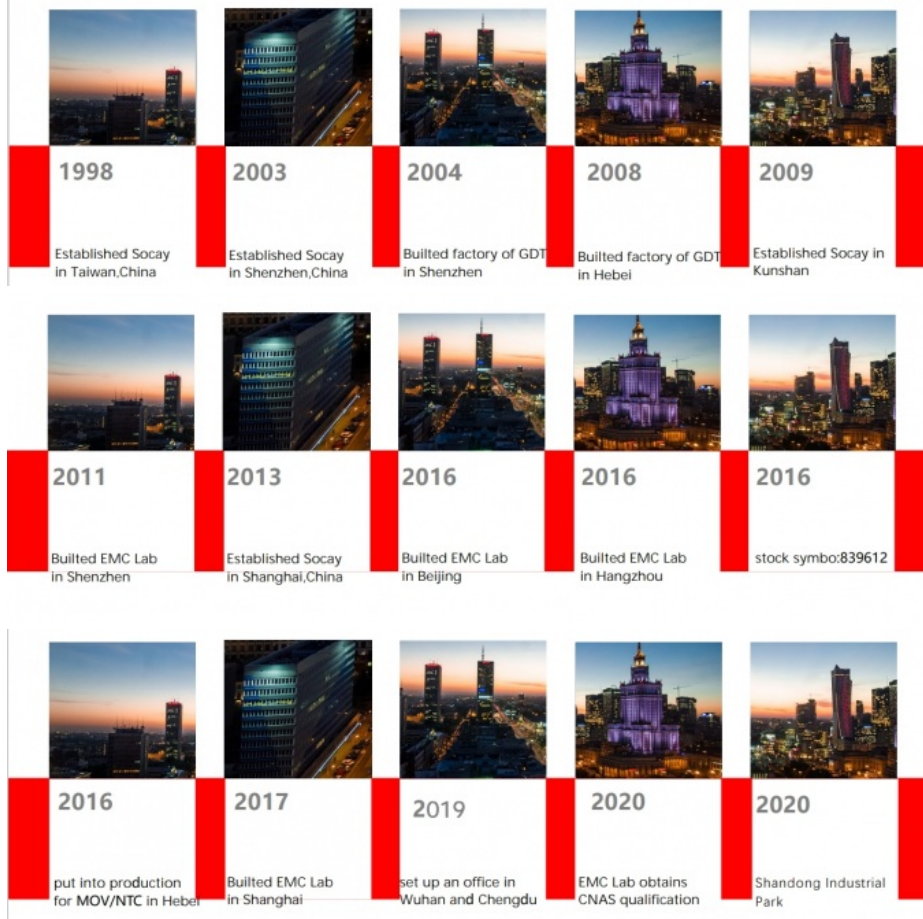 1998
Established Socay
in Taiwan,China
2003
Established Socay
in Shenzhen,China
2004
Builted factory of GDT
in Shenzhen
2008
Builted factory of GDT
in Hebei
2009
Established Socay in
Kunshan
2011
Builted EMC Lab
in Shenzhen
2013
Established Socay
in Shanghai,China
2016
Builted EMC Lab
in Beijing
2016
Builted EMC Lab
in Hangzhou
2016
stock symbo:839612
2016
put into production
for MOV/NTC in Hebei
2017
Builted EMC Lab
in Shanghai
2019
set up an office in
Wuhan and Chengdu
2020
EMC Lab obtains
CNAS qualification
2020
Shandong Industrial
Park